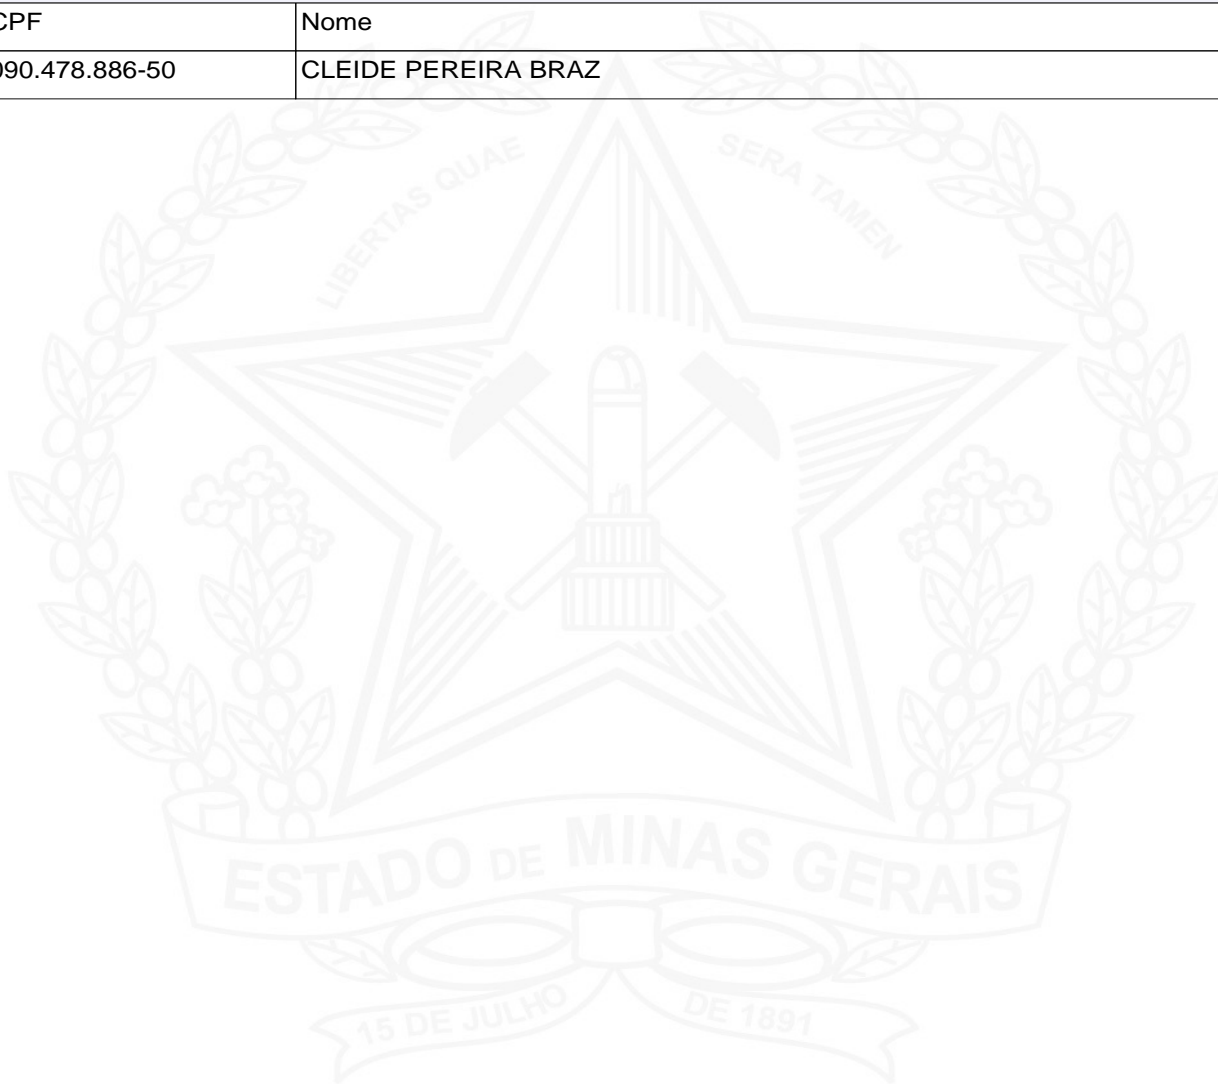 CPF Nome
090.478.886-50 CLEIDE PEREIRA BRAZ
LIBERTAS QUAE SERA TAMEN
ESTADO DE MINAS GERAIS
15 DE JULHO DE 1891